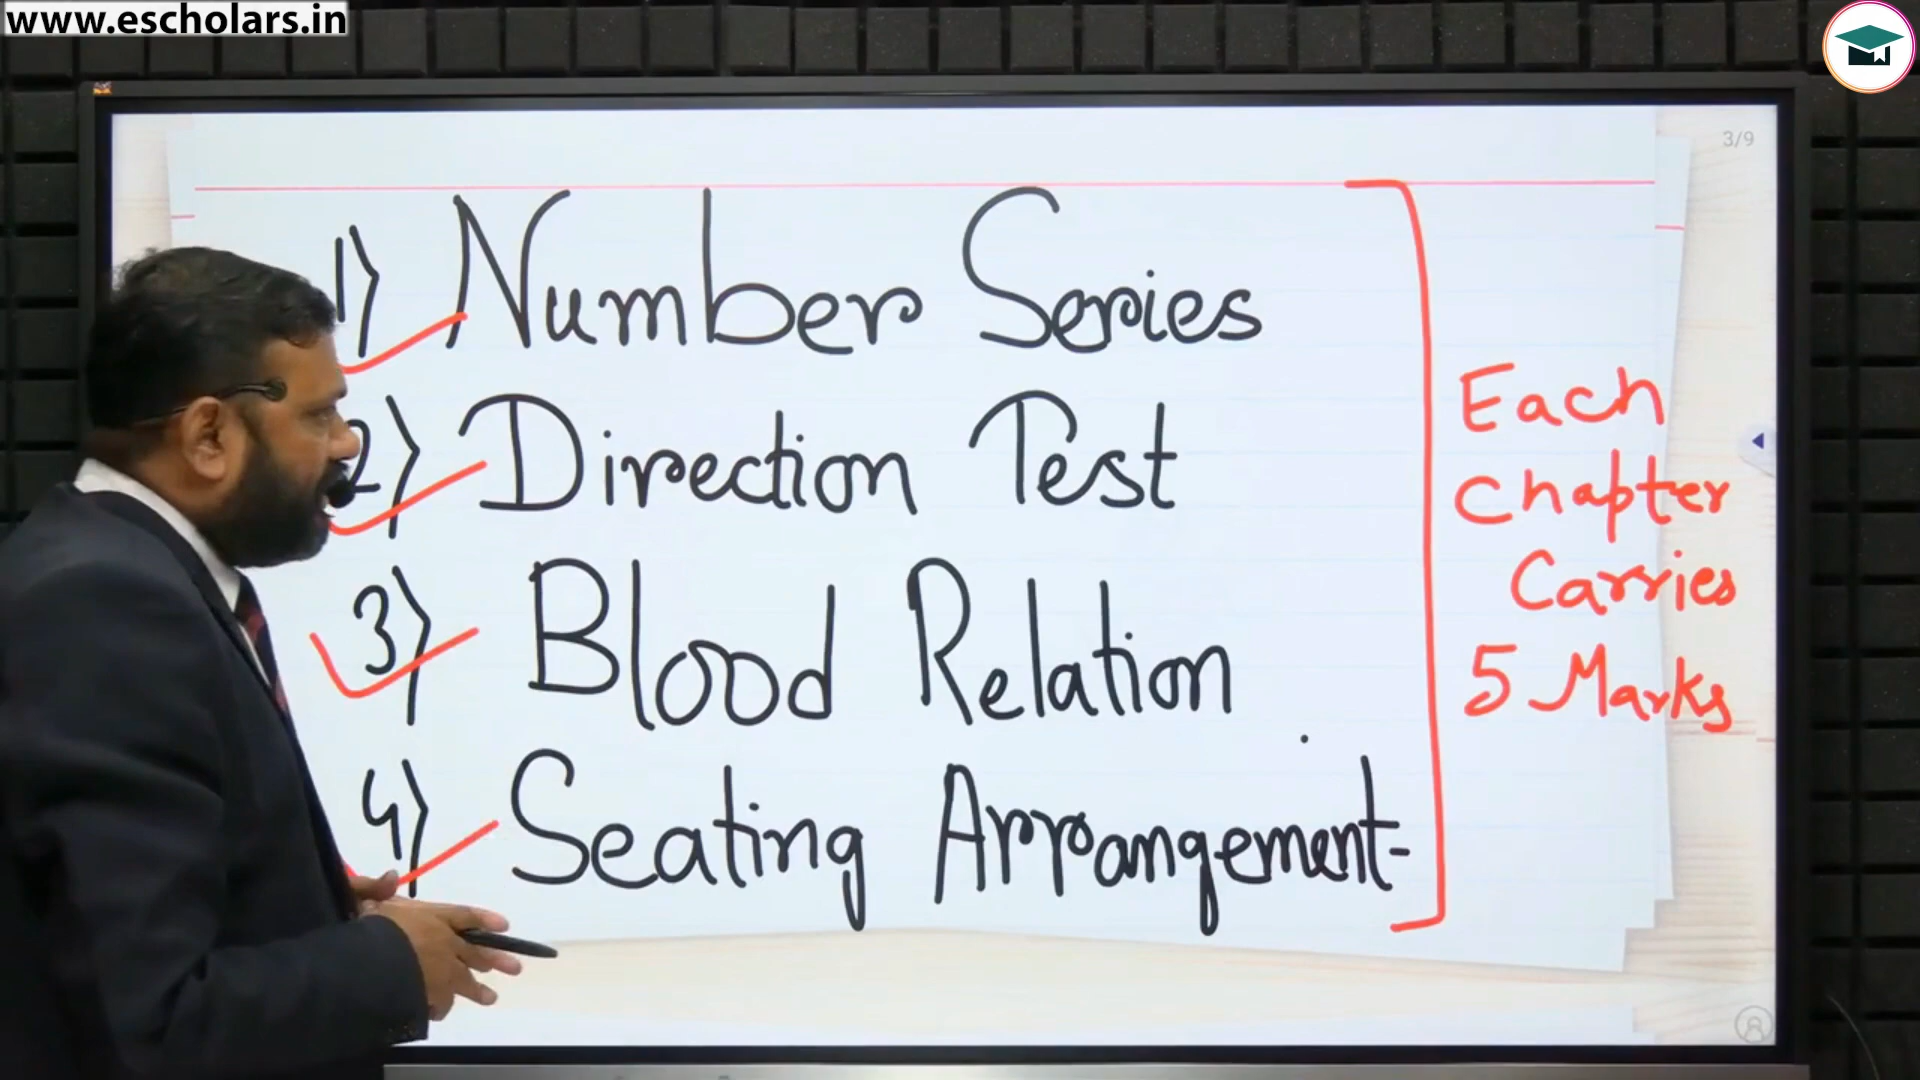 www.escholars.in
3/9
1) Number Series
2) Direction Test
3) Blood Relation
4) Seating Arrangement
Each
Chapter
Carries
5 Marks